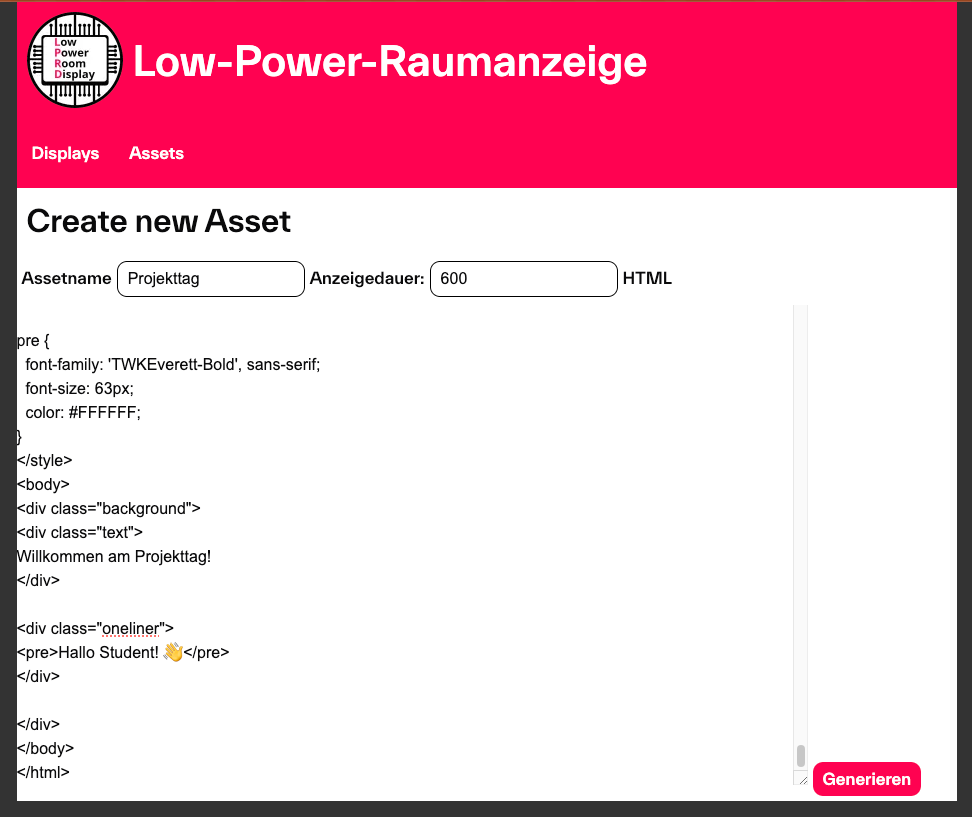 Low
Power
Room
Display
Low-Power-Raumanzeige
Displays Assets
Create new Asset
Assetname Projekttag Anzeigedauer: 600 HTML
pre {
  font-family: 'TWKEverett-Bold', sans-serif;
  font-size: 63px;
  color: #FFFFFF;
}
</style>
<body>
<div class="background">
<div class="text">
Willkommen am Projekttag!
</div>
<div class="oneliner">
<pre>Hallo Student! 👋</pre>
</div>
</div>
</body>
</html>
Generieren